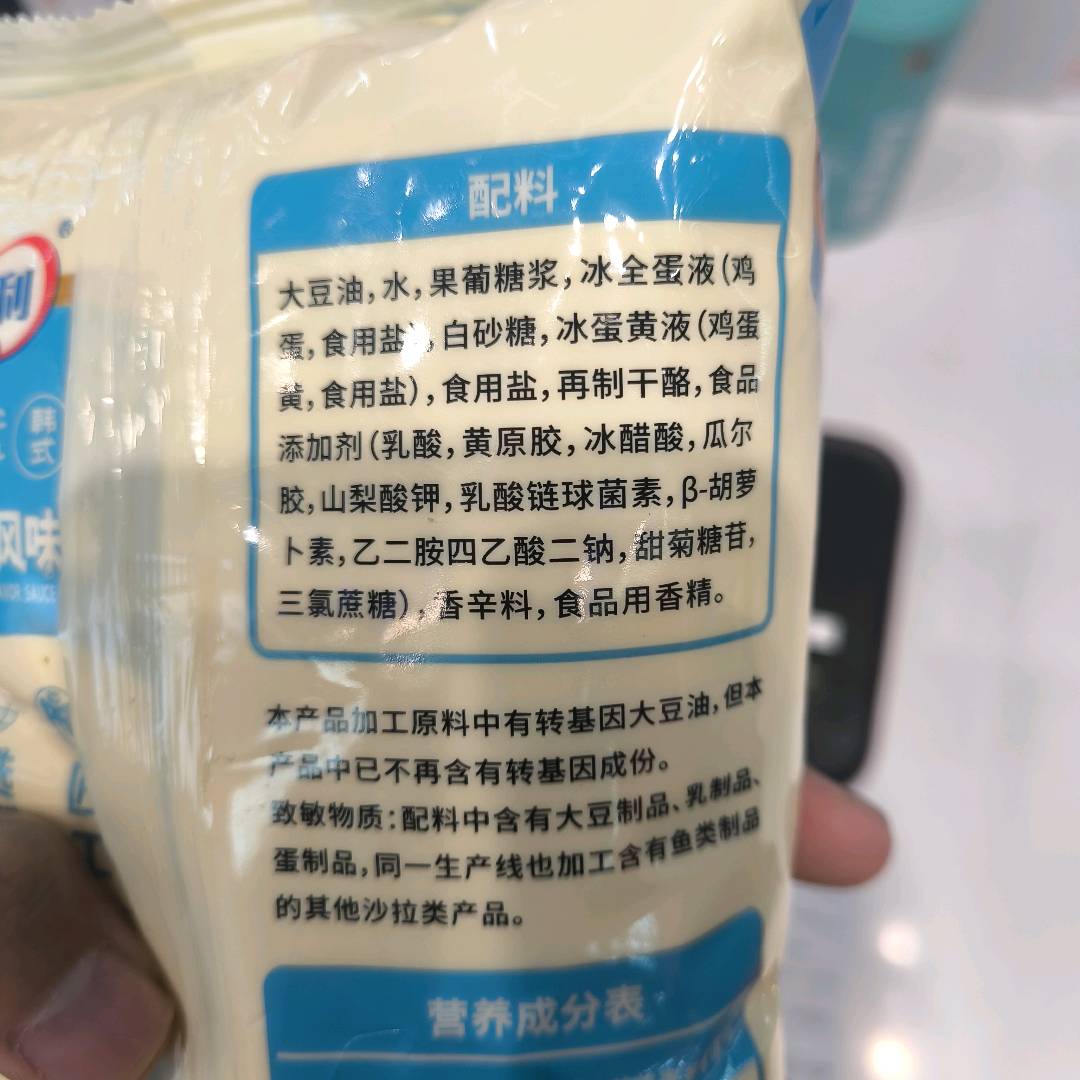 配料
大豆油,水,果葡糖浆,冰全蛋液(鸡
蛋,食用盐),白砂糖,冰蛋黄液(鸡蛋
黄,食用盐),食用盐,再制干酪,食品
添加剂(乳酸,黄原胶,冰醋酸,瓜尔
胶,山梨酸钾,乳酸链球菌素,β-胡萝
卜素,乙二胺四乙酸二钠,甜菊糖苷,
三氯蔗糖),香辛料,食品用香精。
本产品加工原料中有转基因大豆油,但本
产品中已不再含有转基因成份。
致敏物质:配料中含有大豆制品、乳制品、
蛋制品,同一生产线也加工含有鱼类制品
的其他沙拉类产品。
营养成分表
利
韩式
风味
SAUCE